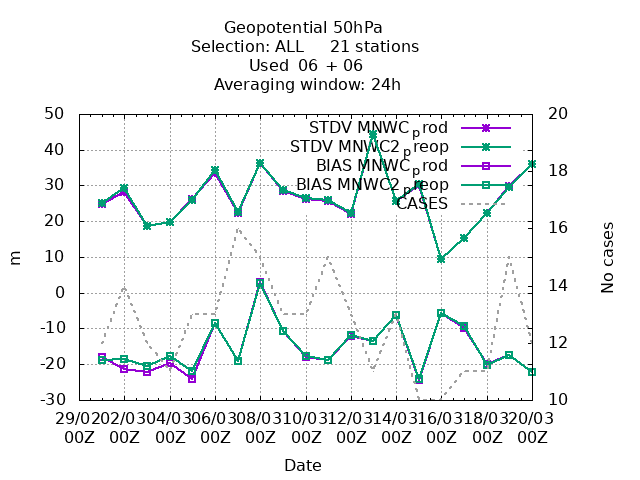 Geopotential 50hPa
Selection: ALL 21 stations
Used 06 + 06
Averaging window: 24h
50 20
STDV MNWC_prod
40 STDV MNWC2_preop 18
BIAS MNWC_prod
30 BIAS MNWC2_preop
CASES
20 16
10
m No cases
0 14
-10
12
-20
-30 10
29/02 02/03 04/03 06/03 08/03 10/03 12/03 14/03 16/03 18/03 20/03
00Z 00Z 00Z 00Z 00Z 00Z 00Z 00Z 00Z 00Z 00Z
Date